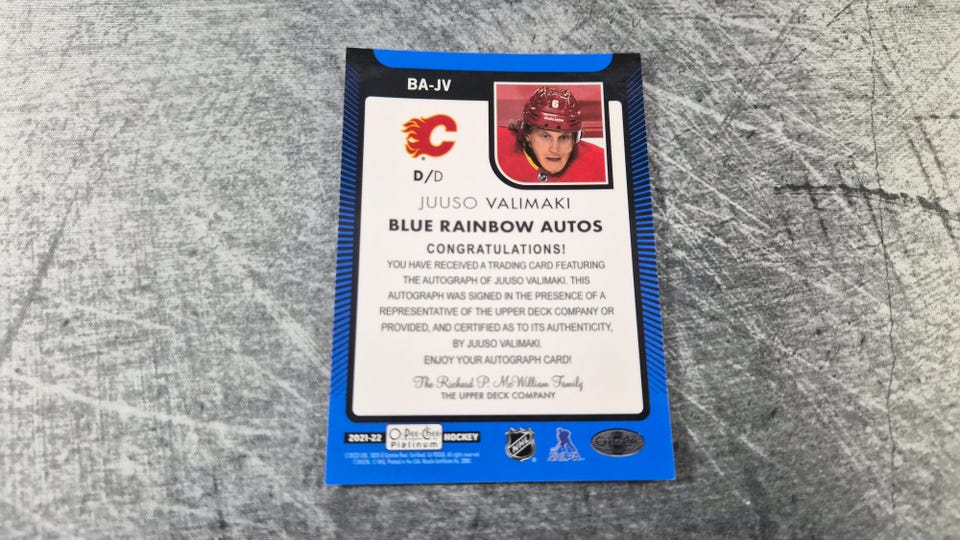 BA-JV
6
C
D/D
JUUSO VALIMAKI
BLUE RAINBOW AUTOS
CONGRATULATIONS!
YOU HAVE RECEIVED A TRADING CARD FEATURING
THE AUTOGRAPH OF JUUSO VALIMAKI. THIS
AUTOGRAPH WAS SIGNED IN THE PRESENCE OF A
REPRESENTATIVE OF THE UPPER DECK COMPANY OR
PROVIDED, AND CERTIFIED AS TO ITS AUTHENTICITY,
BY JUUSO VALIMAKI.
ENJOY YOUR AUTOGRAPH CARD!
The Richard P. McWilliam Family
THE UPPER DECK COMPANY
2021-22 O-Pee-Chee Platinum HOCKEY
NHL
NHLPA